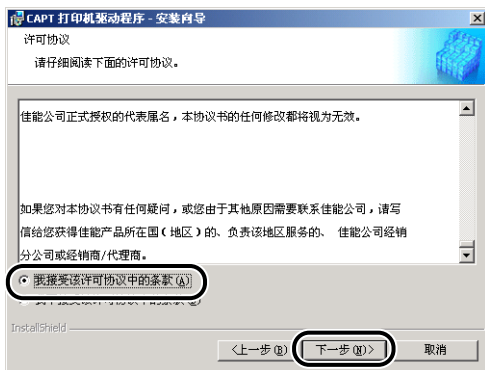 CAPT 打印机驱动程序 - 安装向导
许可协议
请仔细阅读下面的许可协议。
佳能公司正式授权的代表属名,本协议书的任何修改都将视为无效。
如果您对本协议书有任何疑问,或您由于其他原因需要联系佳能公司,请写
信给您获得佳能产品所在国(地区)的、负责该地区服务的、 佳能公司经销
分公司或经销商/代理商。
我接受该许可协议中的条款(A)
InstallShield
<上一步(B)
下一步(N)>
取消